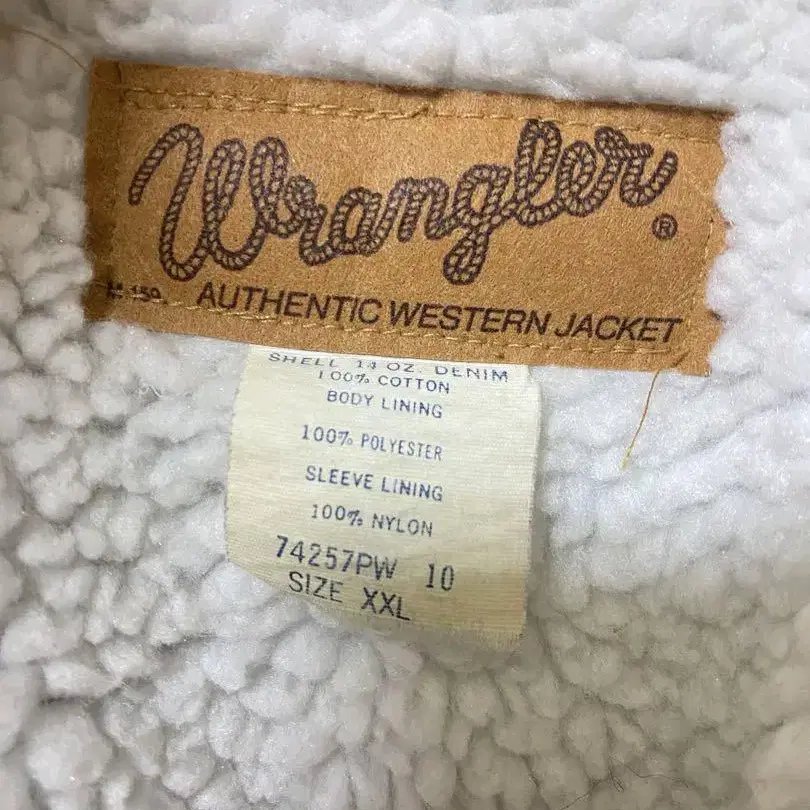 Wrangler®
AUTHENTIC WESTERN JACKET
SHELL 14 OZ. DENIM
100% COTTON
BODY LINING
100% POLYESTER
SLEEVE LINING
100% NYLON
74257PW 10
SIZE XXL